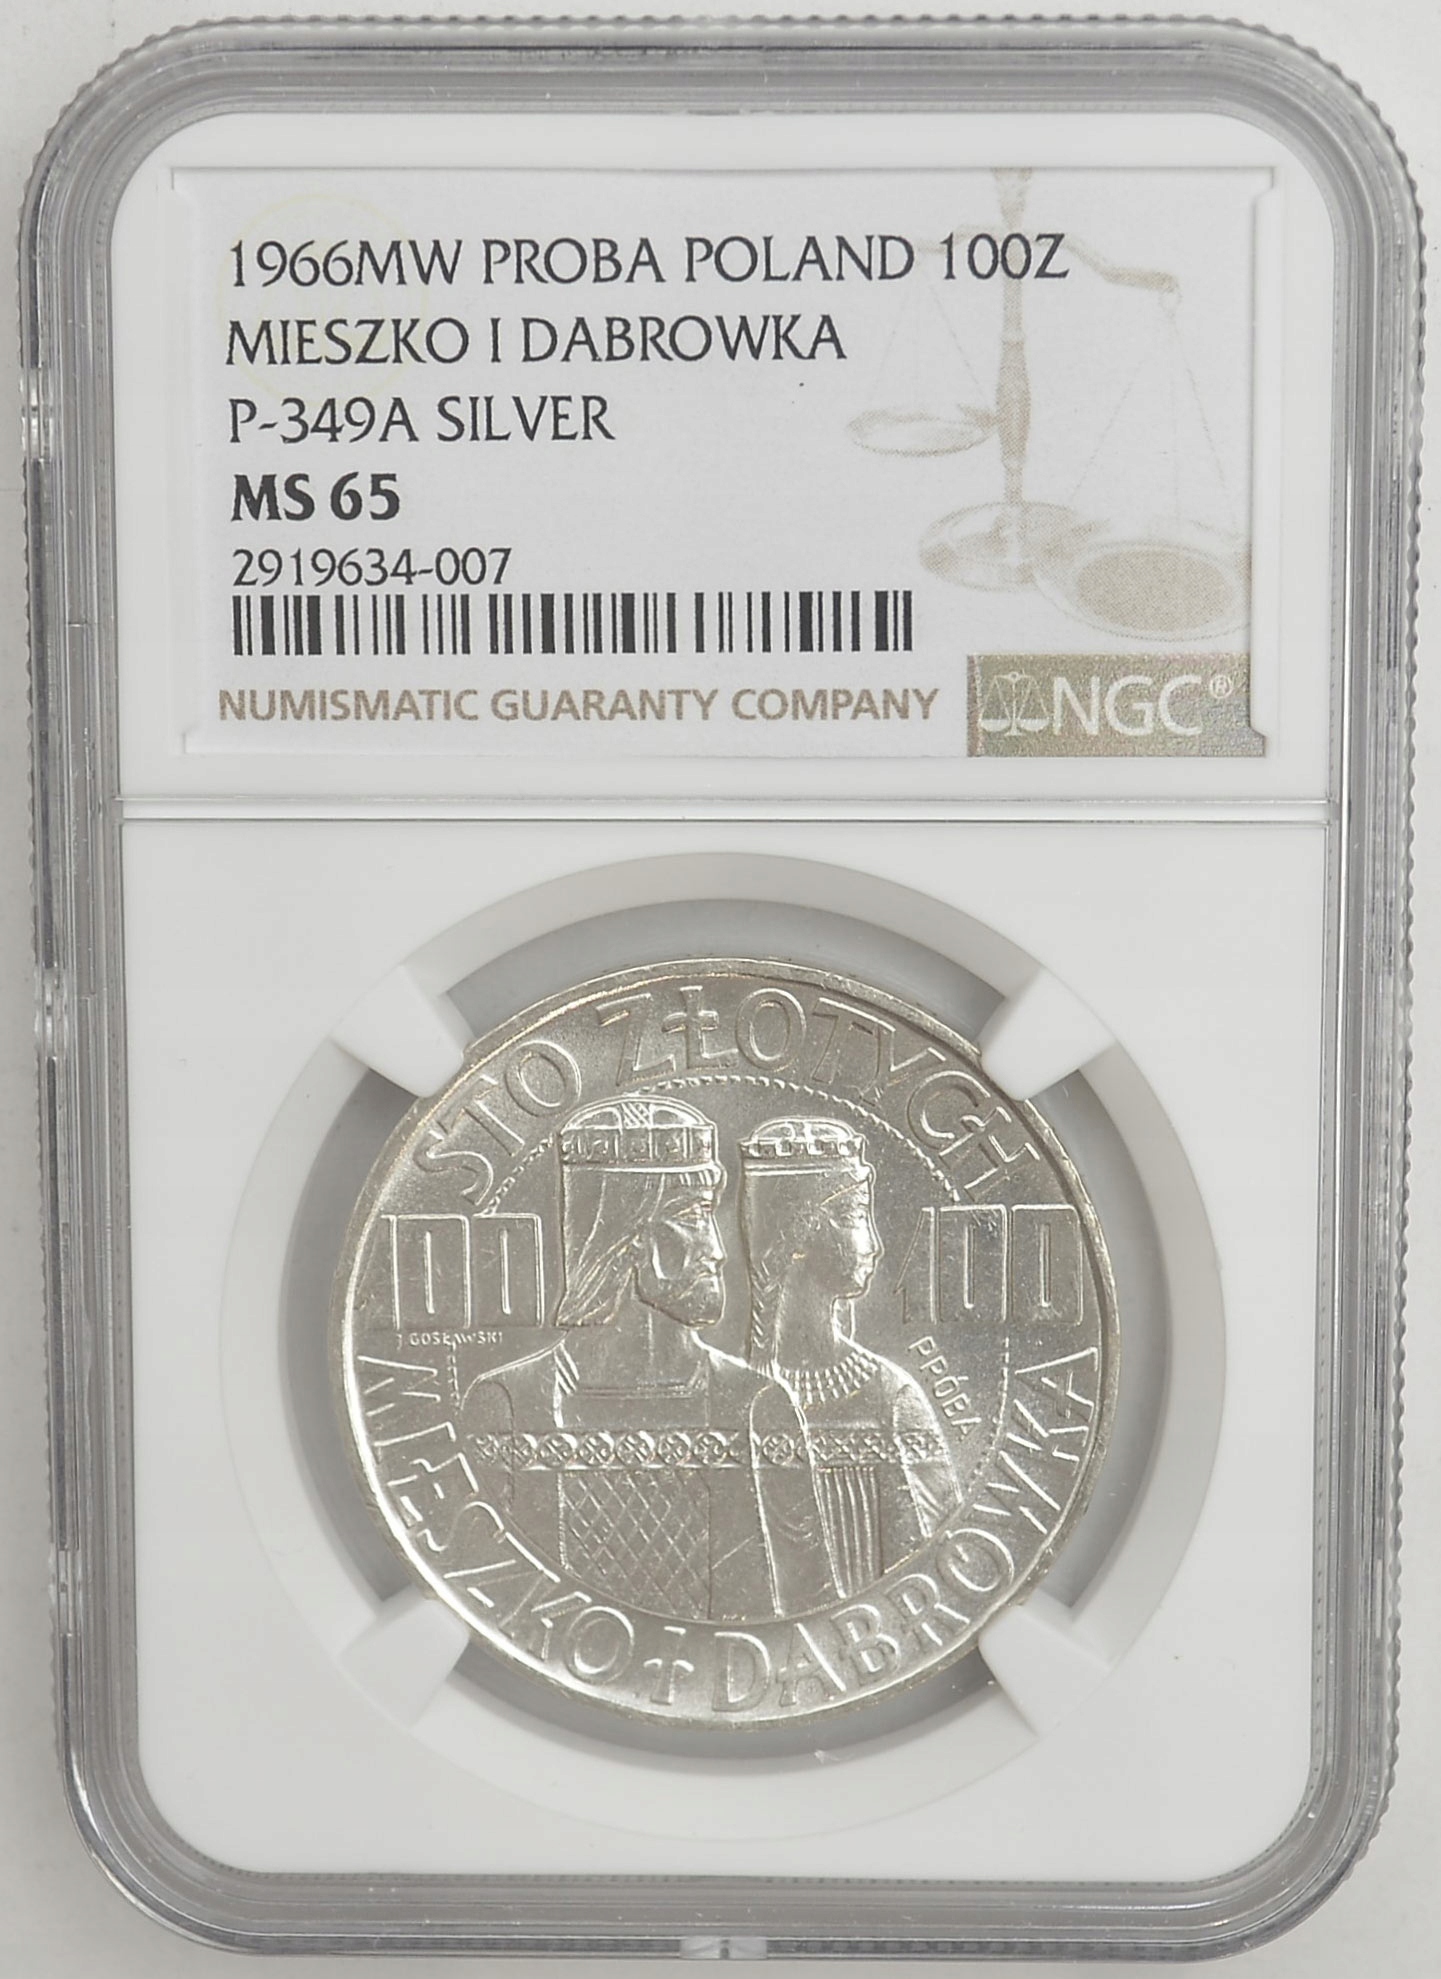 1966MW PROBA POLAND 100Z
MIESZKO I DABROWKA
P-349A SILVER
MS 65
2919634-007
NUMISMATIC GUARANTY COMPANY
NGC®
STO ZŁOTYCH
100
100
J GOSŁAWSKI
PRÓBA
MIESZKO I DĄBRÓWKA